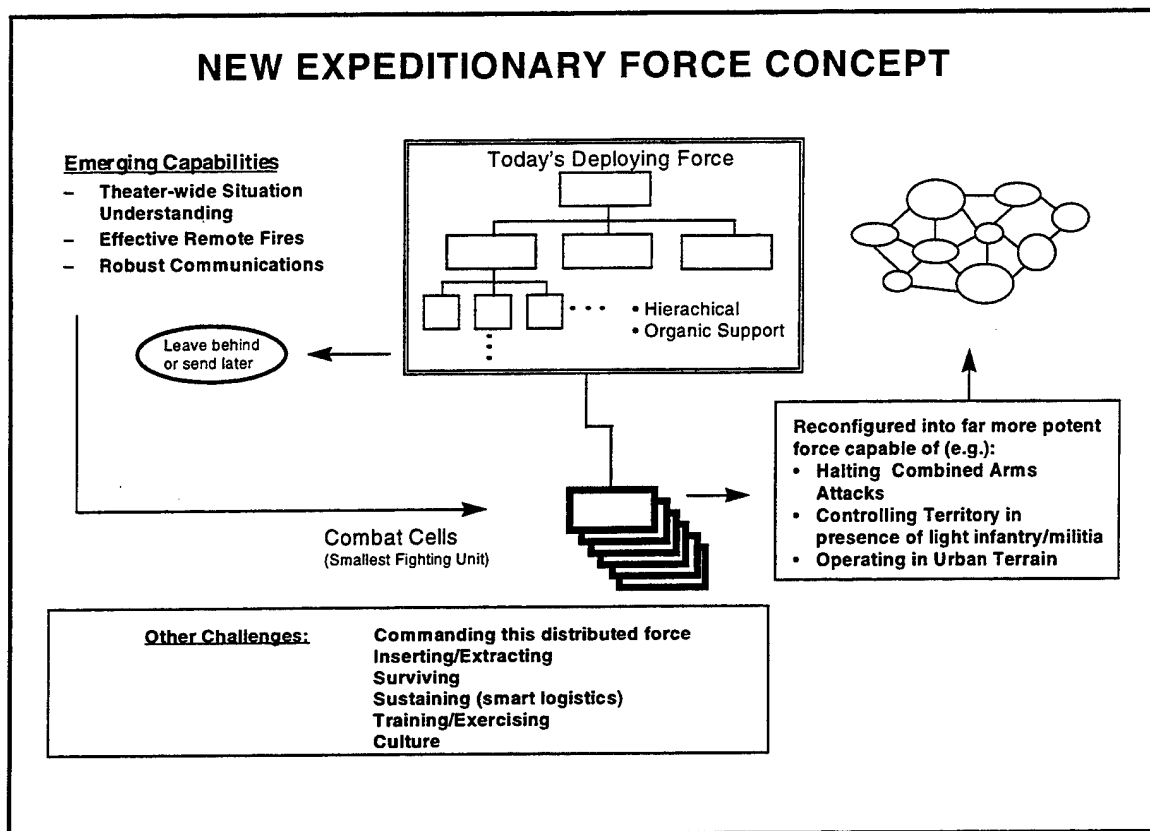 NEW EXPEDITIONARY FORCE CONCEPT
Emerging Capabilities
– Theater-wide Situation
Understanding
– Effective Remote Fires
– Robust Communications
Today's Deploying Force
• Hierachical
• Organic Support
Leave behind
or send later
Combat Cells
(Smallest Fighting Unit)
Reconfigured into far more potent
force capable of (e.g.):
• Halting Combined Arms
Attacks
• Controlling Territory in
presence of light infantry/militia
• Operating in Urban Terrain
Other Challenges: Commanding this distributed force
Inserting/Extracting
Surviving
Sustaining (smart logistics)
Training/Exercising
Culture